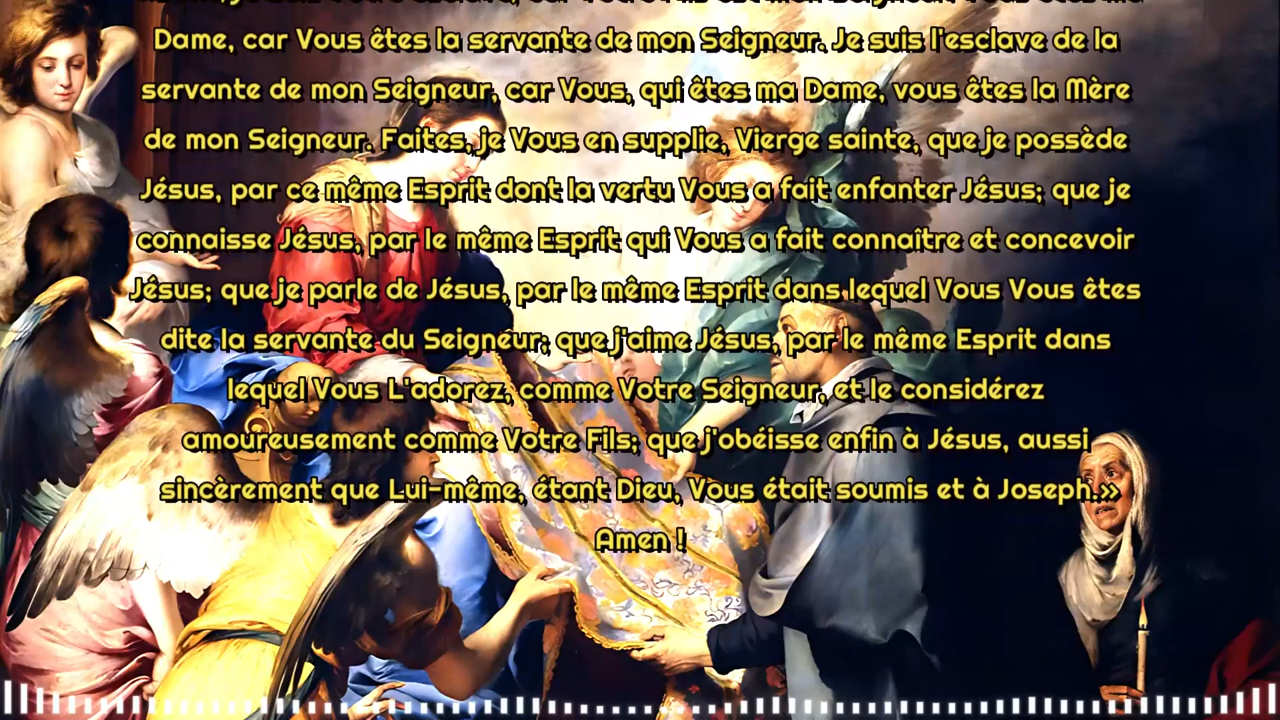 Dame, car Vous êtes la servante de mon Seigneur. Je suis l'esclave de la
servante de mon Seigneur, car Vous, qui êtes ma Dame, vous êtes la Mère
de mon Seigneur. Faites, je Vous en supplie, Vierge sainte, que je possède
Jésus, par ce même Esprit dont la vertu Vous a fait enfanter Jésus; que je
connaisse Jésus, par le même Esprit qui Vous a fait connaître et concevoir
Jésus; que je parle de Jésus, par le même Esprit dans lequel Vous Vous êtes
dite la servante du Seigneur; que j'aime Jésus, par le même Esprit dans
lequel Vous L'adorez, comme Votre Seigneur, et le considérez
amoureusement comme Votre Fils; que j'obéisse enfin à Jésus, aussi
sincèrement que Lui-même, étant Dieu, Vous était soumis et à Joseph.»
Amen !